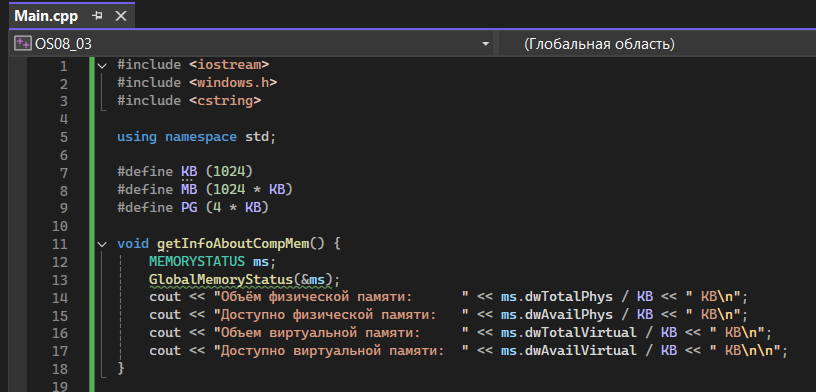 Main.cpp
OS08_03 (Глобальная область)
1 #include <iostream>
2 #include <windows.h>
3 #include <cstring>
4
5 using namespace std;
6
7 #define KB (1024)
8 #define MB (1024 * KB)
9 #define PG (4 * KB)
10
11 void getInfoAboutCompMem() {
12 MEMORYSTATUS ms;
13 GlobalMemoryStatus(&ms);
14 cout << "Объём физической памяти:      " << ms.dwTotalPhys / KB << " KB\n";
15 cout << "Доступно физической памяти:   " << ms.dwAvailPhys / KB << " KB\n";
16 cout << "Объем виртуальной памяти:     " << ms.dwTotalVirtual / KB << " KB\n";
17 cout << "Доступно виртуальной памяти:  " << ms.dwAvailVirtual / KB << " KB\n\n";
18 }
19